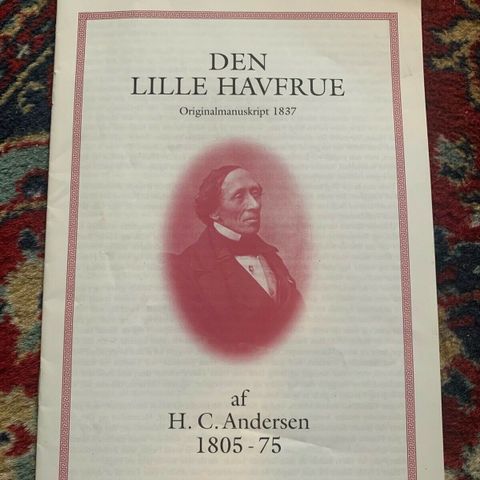 DEN
LILLE HAVFRUE
Originalmanuskript 1837
af
H. C. Andersen
1805 - 75